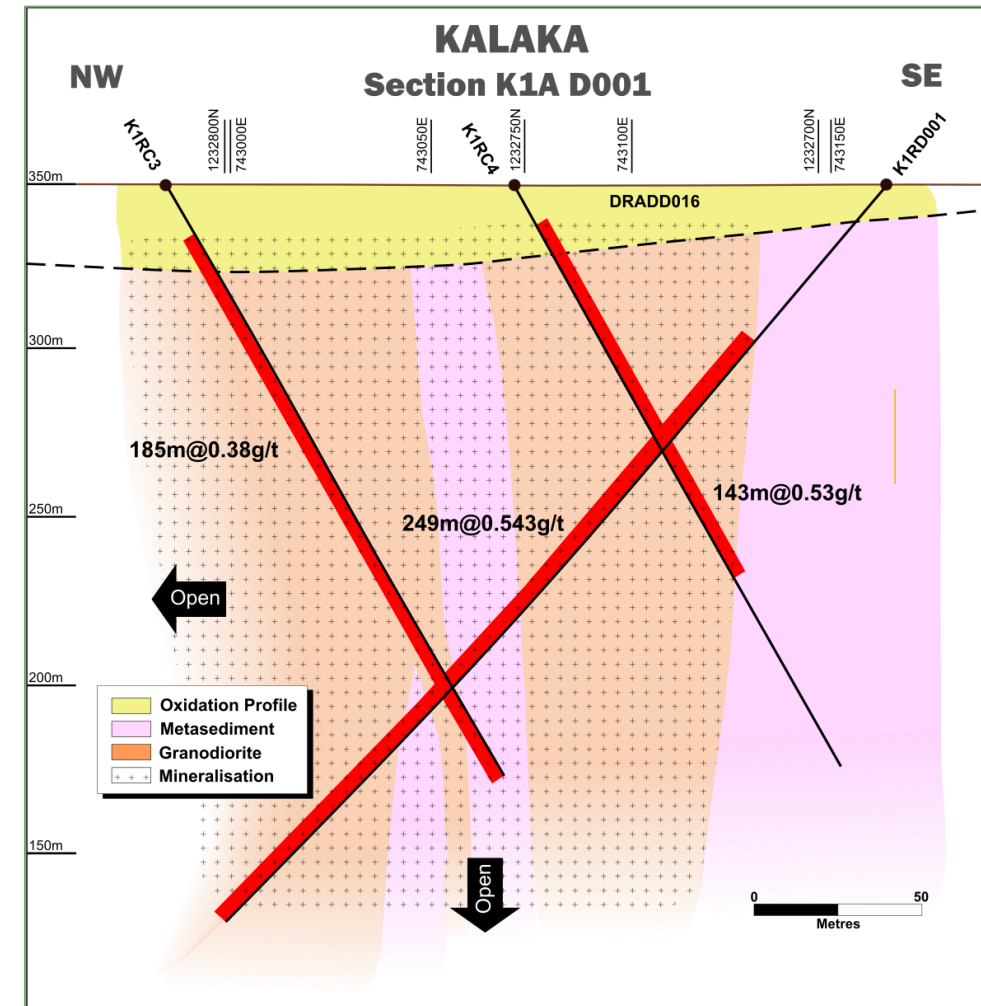 KALAKA
Section K1A D001
NW
SE
K1RC3
1232800N
743000E
743050E
K1RC4
1232750N
743100E
1232700N
743150E
K1RD001
350m
DRADD016
300m
185m@0.38g/t
249m@0.543g/t
143m@0.53g/t
250m
Open
200m
Oxidation Profile
Metasediment
Granodiorite
Mineralisation
150m
Open
0 50
Metres